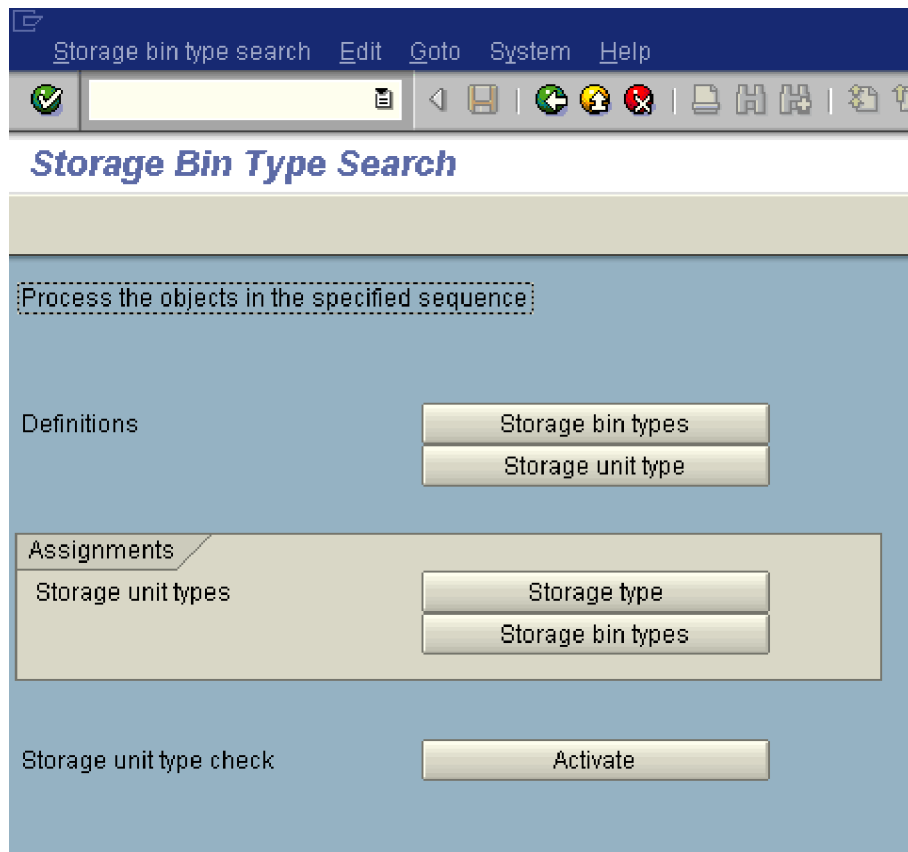 Storage bin type search Edit Goto System Help
Storage Bin Type Search
Process the objects in the specified sequence
Definitions
Storage bin types
Storage unit type
Assignments
Storage unit types
Storage type
Storage bin types
Storage unit type check
Activate